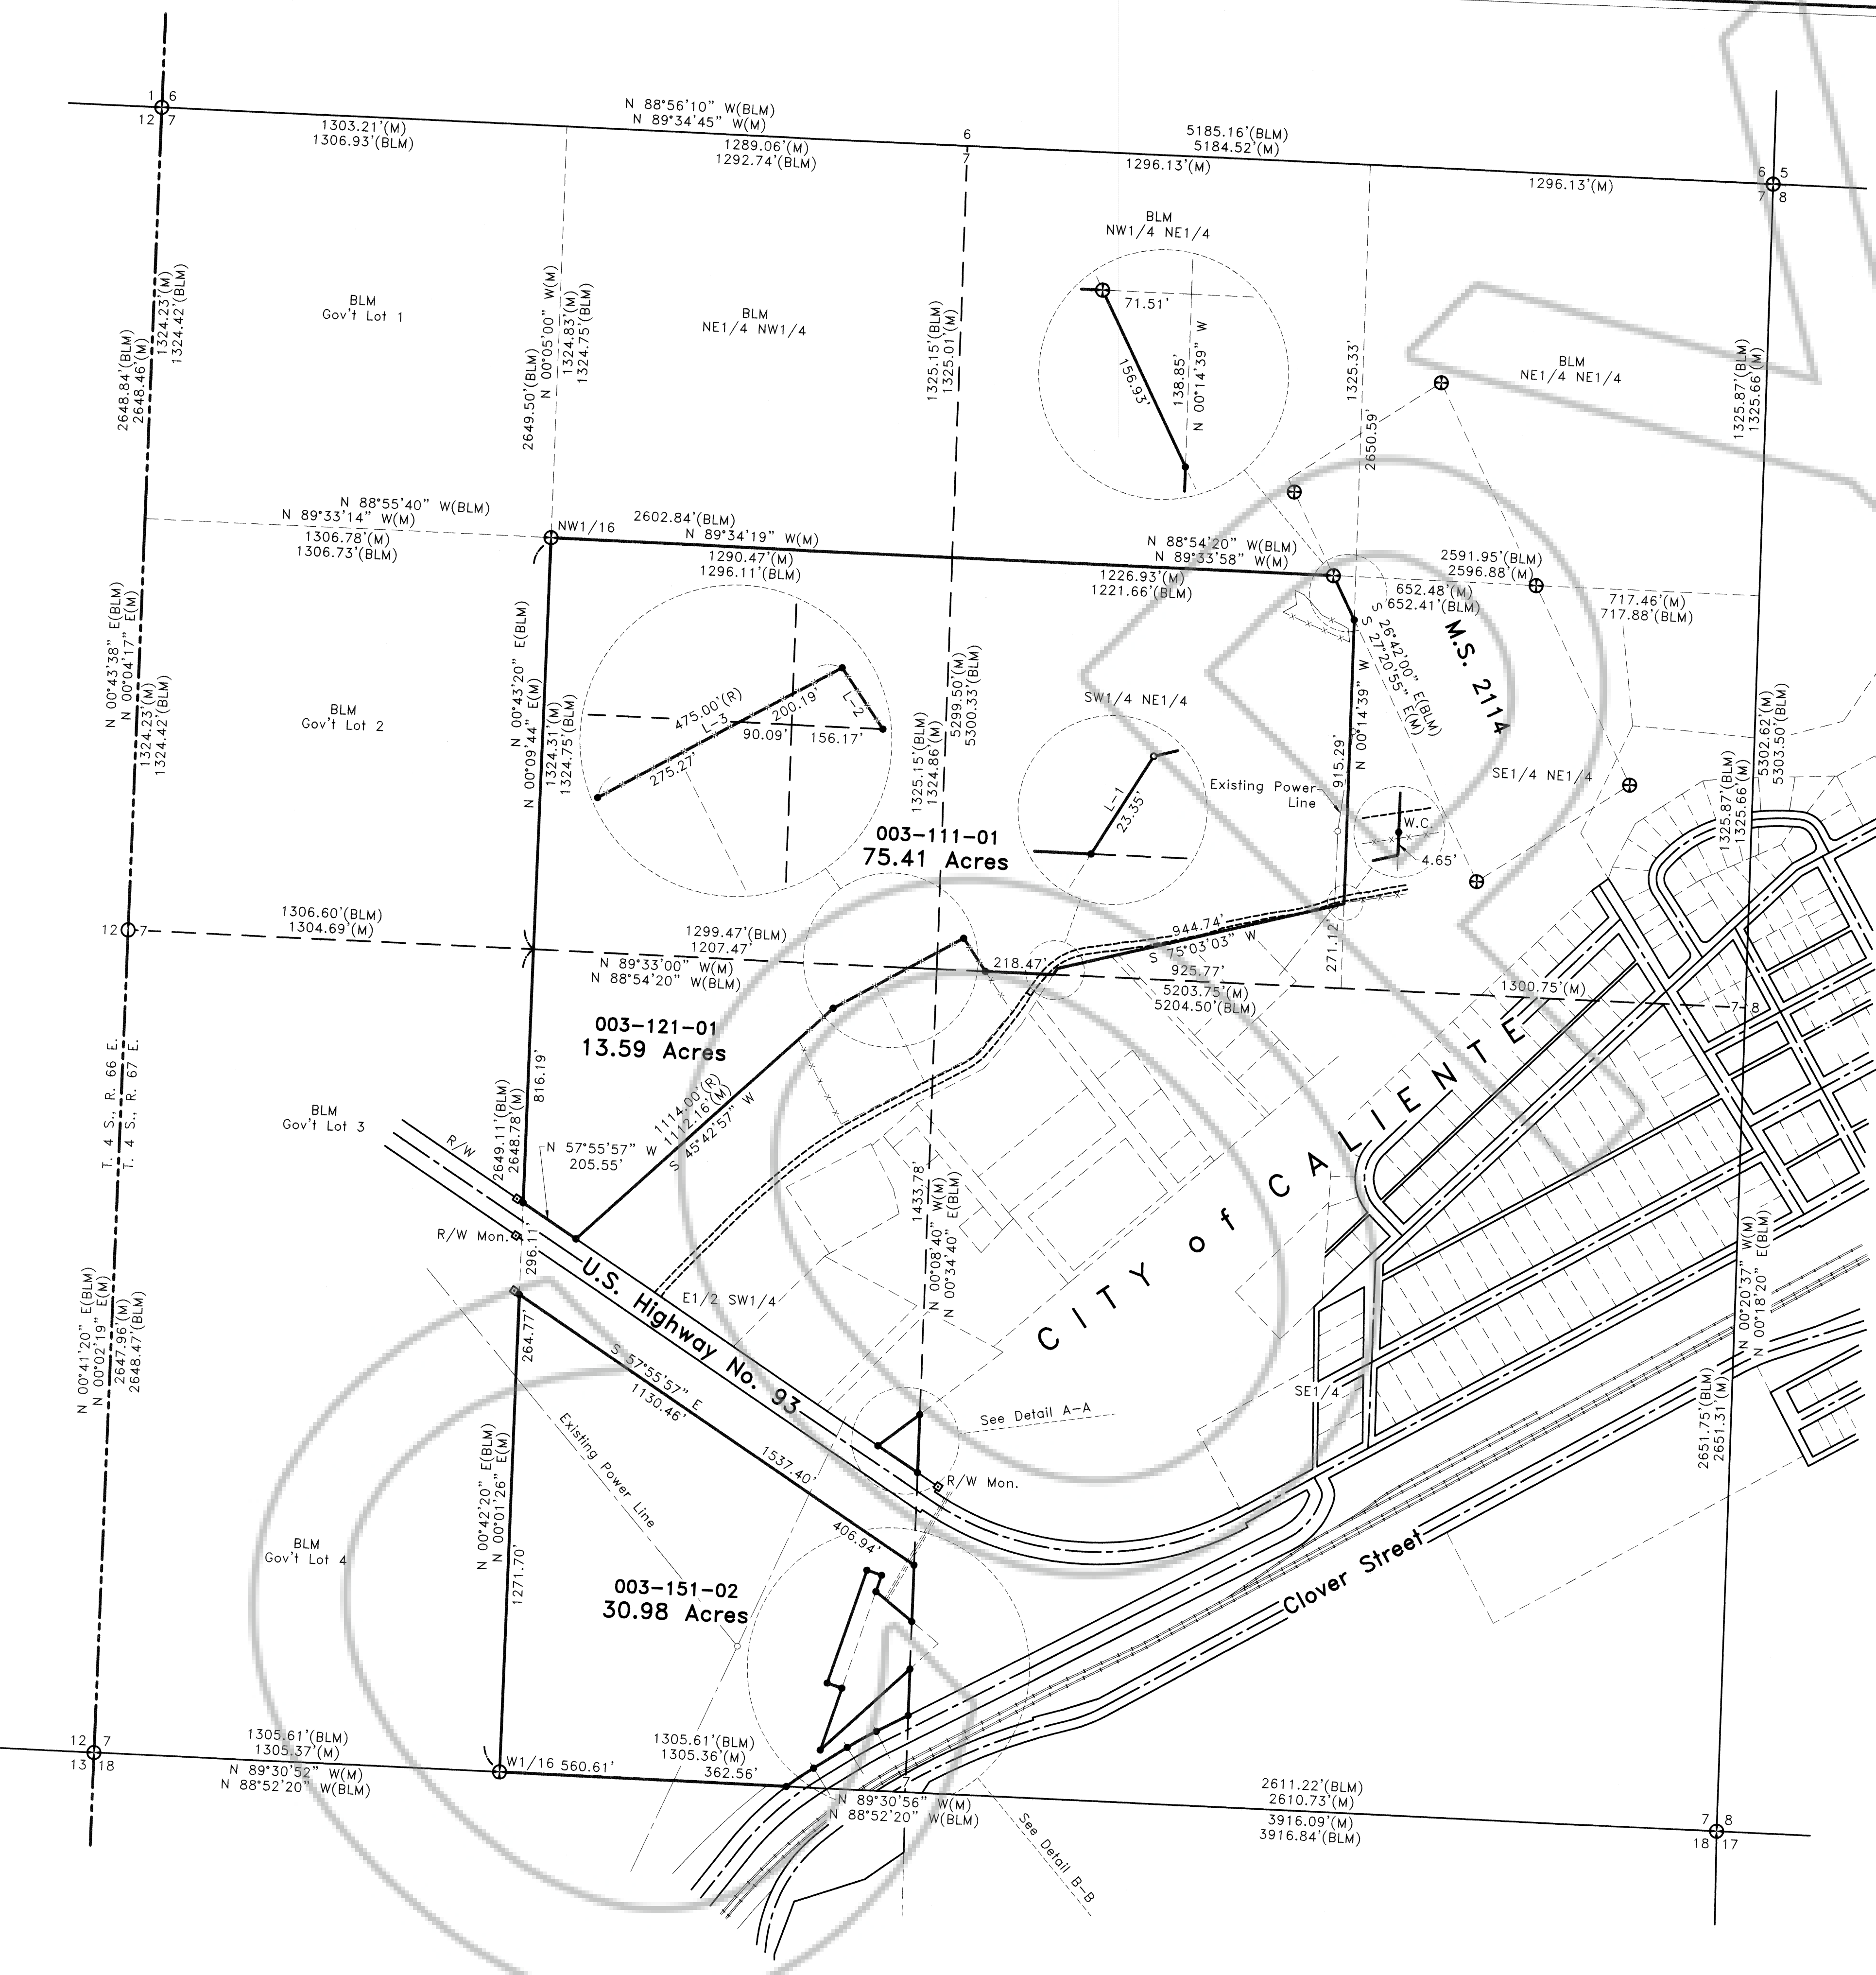 1 6
12 7
N 88°56'10" W(BLM)
N 89°34'45" W(M)
1303.21'(M)
1306.93'(BLM)
1289.06'(M)
1292.74'(BLM)
6
7
5185.16'(BLM)
5184.52'(M)
1296.13'(M)
1296.13'(M)
6 5
7 8
BLM
NW1/4 NE1/4
71.51'
156.93'
138.85'
N 00°14'39" W
BLM
Gov't Lot 1
BLM
NE1/4 NW1/4
BLM
NE1/4 NE1/4
2648.84'(BLM)
2648.46'(M)
1324.23'(M)
1324.42'(BLM)
2649.50'(BLM)
N 00°05'00" W(M)
1324.83'(M)
1324.75'(BLM)
1325.15'(BLM)
1325.01'(M)
1325.33'
2650.59'
1325.87'(BLM)
1325.66'(M)
N 88°55'40" W(BLM)
N 89°33'14" W(M)
1306.78'(M)
1306.73'(BLM)
NW1/16
2602.84'(BLM)
N 89°34'19" W(M)
1290.47'(M)
1296.11'(BLM)
N 88°54'20" W(BLM)
N 89°33'58" W(M)
1226.93'(M)
1221.66'(BLM)
2591.95'(BLM)
2596.88'(M)
652.48'(M)
652.41'(BLM)
717.46'(M)
717.88'(BLM)
S 26°42'00" E(BLM)
S 27°20'55" E(M)
M.S. 2114
N 00°43'38" E(BLM)
N 00°04'17" E(M)
1324.23'(M)
1324.42'(BLM)
BLM
Gov't Lot 2
N 00°43'20" E(BLM)
N 00°09'44" E(M)
1324.31'(M)
1324.75'(BLM)
475.00'(R)
L-3
200.19'
L-2
90.09'
156.17'
275.27'
5299.50'(M)
5300.33'(BLM)
1325.15'(BLM)
1324.86'(M)
SW1/4 NE1/4
L-1
23.35'
Existing Power
Line
915.29'
N 00°14'39" W
W.C.
4.65'
SE1/4 NE1/4
5302.62'(M)
5303.50'(BLM)
1325.87'(BLM)
1325.66'(M)
003-111-01
75.41 Acres
12 7
1306.60'(BLM)
1304.69'(M)
1299.47'(BLM)
1207.47'
N 89°33'00" W(M)
N 88°54'20" W(BLM)
218.47'
944.74'
S 75°03'03" W
925.77'
5203.75'(M)
5204.50'(BLM)
271.12'
1300.75'(M)
7 8
003-121-01
13.59 Acres
T. 4 S., R. 66 E.
T. 4 S., R. 67 E.
BLM
Gov't Lot 3
816.19'
2649.11'(BLM)
2648.78'(M)
N 57°55'57" W
205.55'
1114.00'(R)
1112.16'(M)
S 45°42'57" W
R/W
R/W Mon.
296.11'
U.S. Highway No. 93
E1/2 SW1/4
1433.78'
N 00°08'40" W(M)
N 00°34'40" E(BLM)
CITY of CALIENTE
N 00°20'37" W(M)
N 00°18'20" E(BLM)
N 00°41'20" E(BLM)
N 00°02'19" E(M)
2647.96'(M)
2648.47'(BLM)
264.77'
S 57°55'57" E
1130.46'
1537.40'
406.94'
Existing Power Line
See Detail A-A
R/W Mon.
SE1/4
2651.75'(BLM)
2651.31'(M)
N 00°42'20" E(BLM)
N 00°01'26" E(M)
1271.70'
BLM
Gov't Lot 4
003-151-02
30.98 Acres
Clover Street
12 7
13 18
1305.61'(BLM)
1305.37'(M)
N 89°30'52" W(M)
N 88°52'20" W(BLM)
W1/16 560.61'
1305.61'(BLM)
1305.36'(M)
362.56'
7
N 89°30'56" W(M)
N 88°52'20" W(BLM)
See Detail B-B
2611.22'(BLM)
2610.73'(M)
3916.09'(M)
3916.84'(BLM)
7 8
18 17